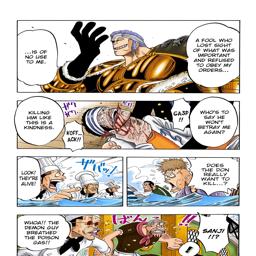 A FOOL WHO
LOST SIGHT
OF WHAT WAS
IMPORTANT
AND REFUSED
TO OBEY MY
ORDERS...
...IS OF
NO USE
TO ME.
GASP
KILLING HIM
LIKE THIS IS A
KINDNESS.
WHO'S TO
SAY HE
WON'T
BETRAY ME
AGAIN?
KOFF...
ACK!!
LOOK!
THEY'RE
ALIVE!
DOES
THE DON
REALLY
WANT TO
KILL...?
WHOA!! THE
DEMON GUY
BREATHED
THE POISON
GAS!!
SANJI
!!?
ばん